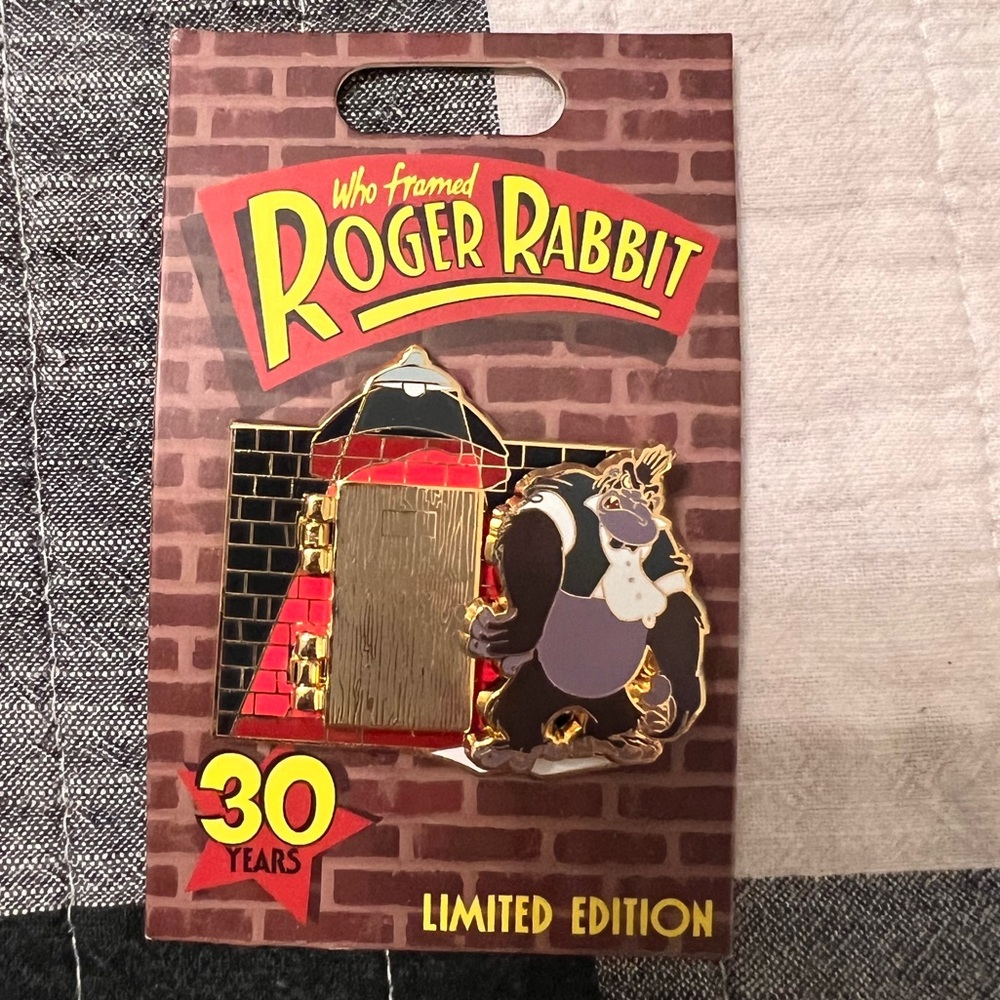 Who framed
ROGER RABBIT
30
YEARS
LIMITED EDITION